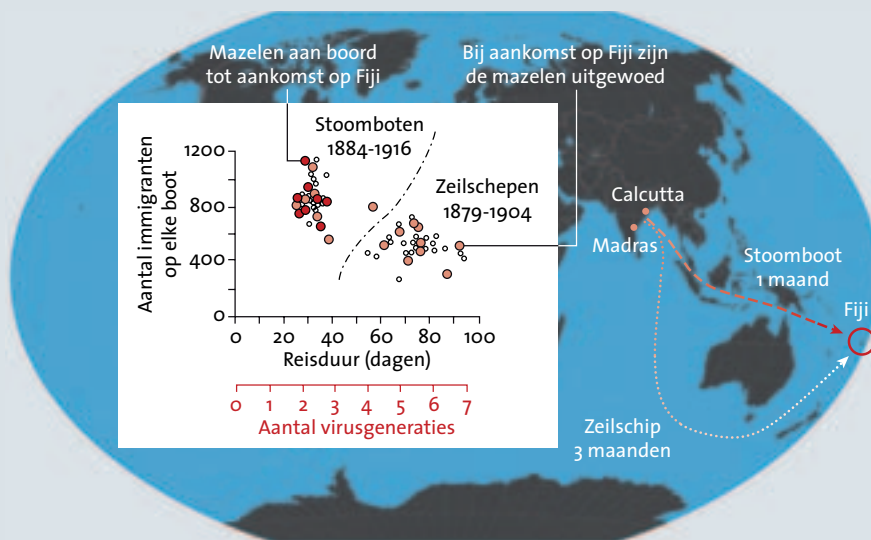 Mazelen aan boord
tot aankomst op Fiji
Bij aankomst op Fiji zijn
de mazelen uitgewoed
Aantal immigranten
op elke boot
1200
800
400
0
Stoomboten
1884-1916
Zeilschepen
1879-1904
0 20 40 60 80 100
Reisduur (dagen)
0 1 2 3 4 5 6 7
Aantal virusgeneraties
Calcutta
Madras
Stoomboot
1 maand
Fiji
Zeilschip
3 maanden